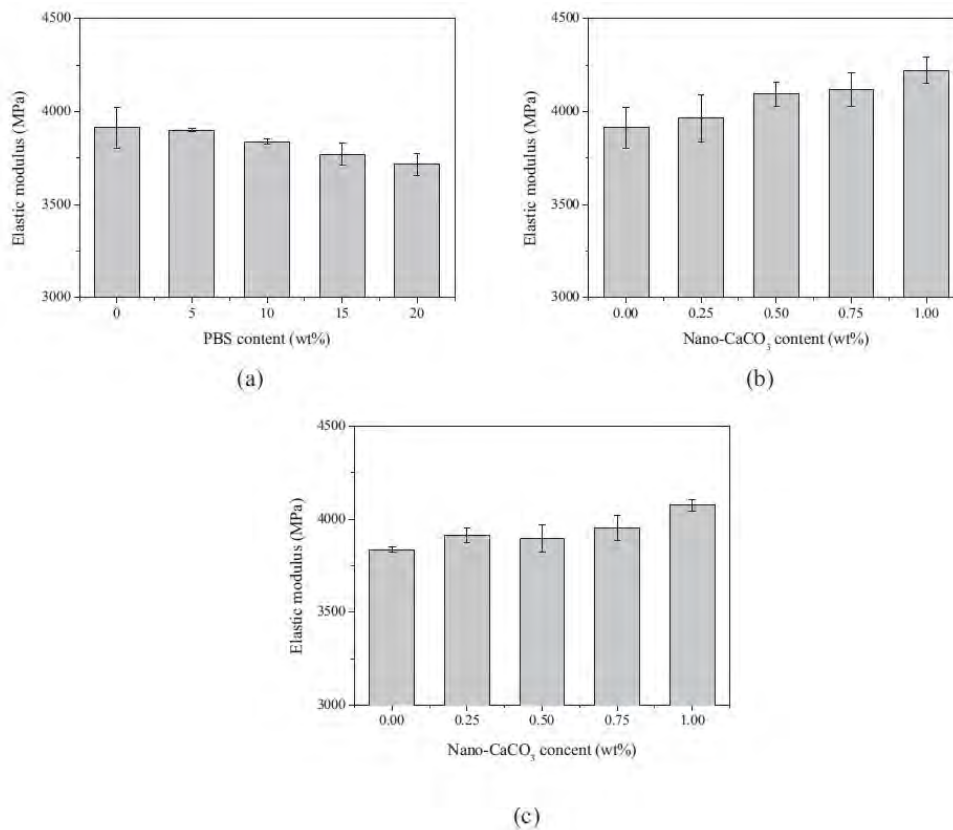 4500
4000
3500
3000
Elastic modulus (MPa)
0 5 10 15 20
PBS content (wt%)
(a)
4500
4000
3500
3000
Elastic modulus (MPa)
0.00 0.25 0.50 0.75 1.00
Nano-CaCO₃ content (wt%)
(b)
4500
4000
3500
3000
Elastic modulus (MPa)
0.00 0.25 0.50 0.75 1.00
Nano-CaCO₃ concent (wt%)
(c)